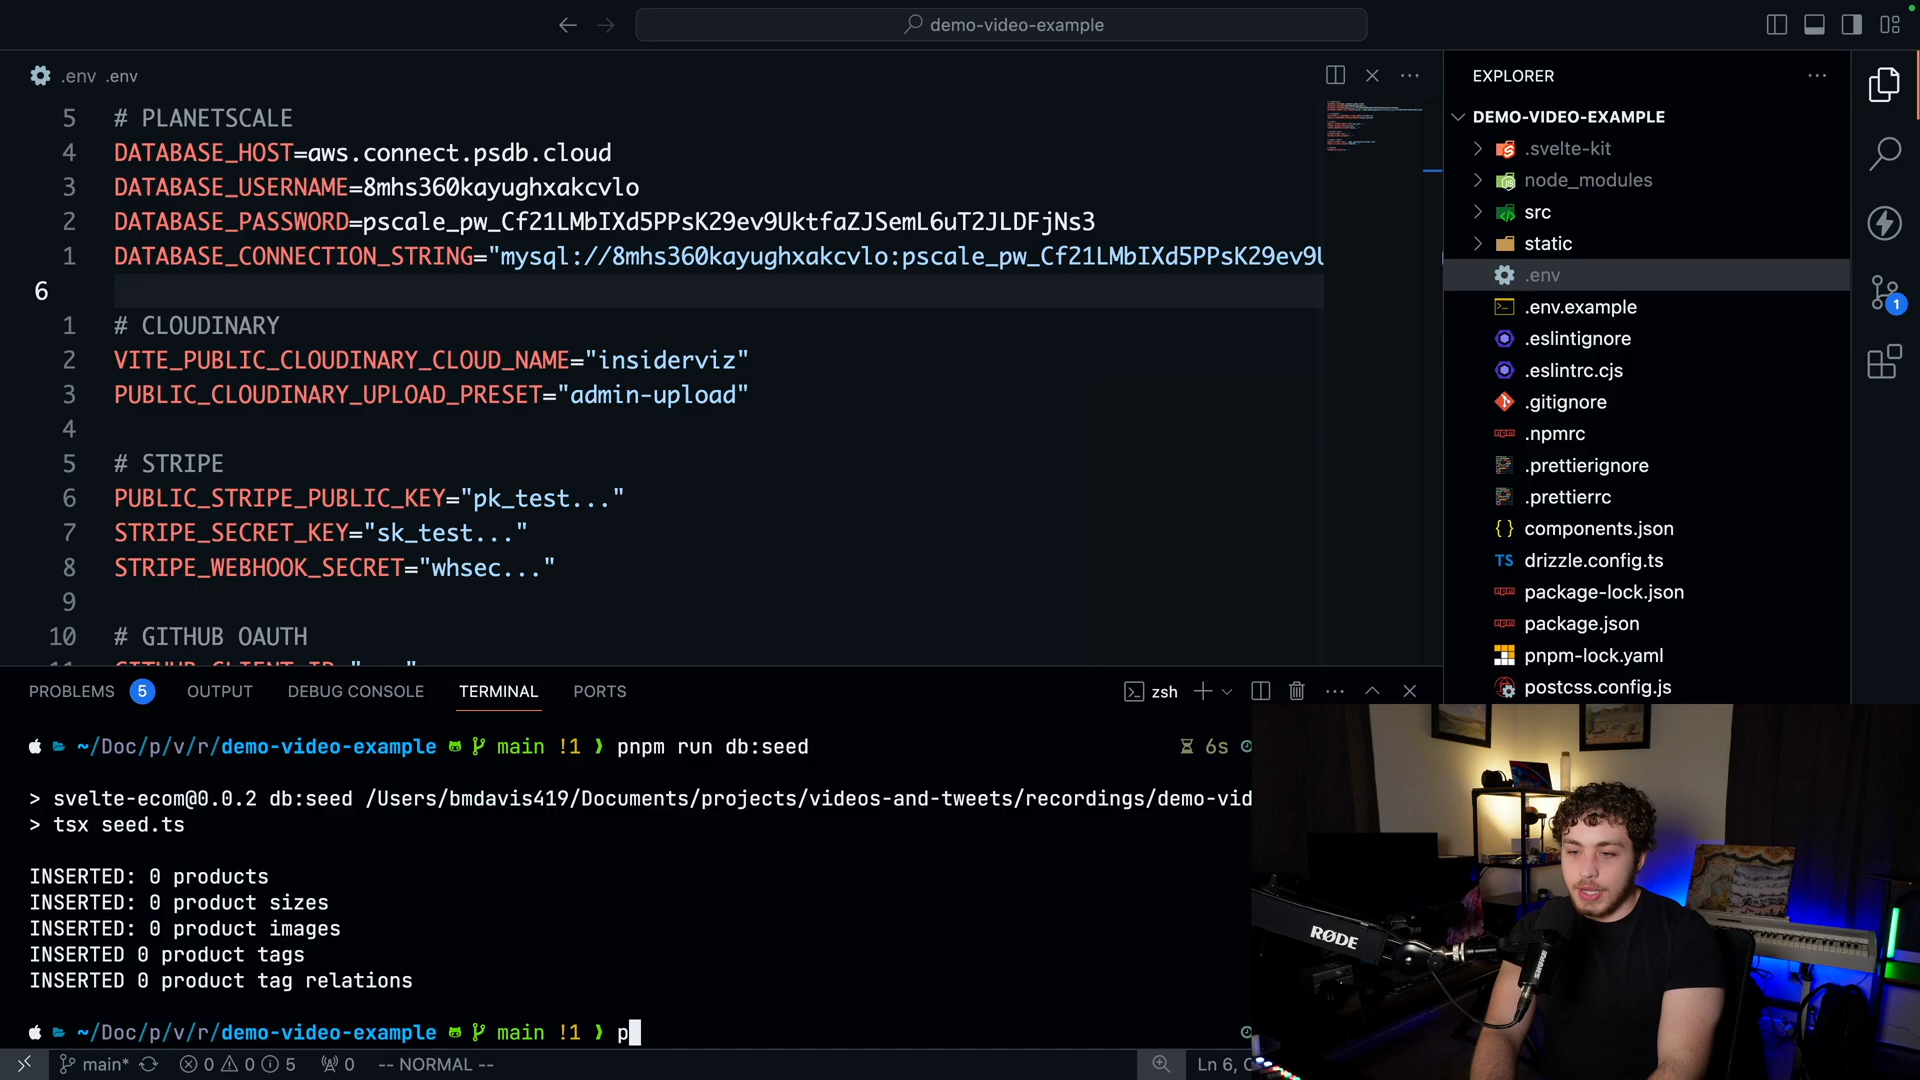 demo-video-example
.env .env
5 # PLANETSCALE
4 DATABASE_HOST=aws.connect.psdb.cloud
3 DATABASE_USERNAME=8mhs360kayughxakcvlo
2 DATABASE_PASSWORD=pscale_pw_Cf21LMbIXd5PPsK29ev9UktfaZJSemL6uT2JLDFjNs3
1 DATABASE_CONNECTION_STRING="mysql://8mhs360kayughxakcvlo:pscale_pw_Cf21LMbIXd5PPsK29ev9U
6
1 # CLOUDINARY
2 VITE_PUBLIC_CLOUDINARY_CLOUD_NAME="insiderviz"
3 PUBLIC_CLOUDINARY_UPLOAD_PRESET="admin-upload"
4
5 # STRIPE
6 PUBLIC_STRIPE_PUBLIC_KEY="pk_test..."
7 STRIPE_SECRET_KEY="sk_test..."
8 STRIPE_WEBHOOK_SECRET="whsec..."
9
10 # GITHUB OAUTH
EXPLORER
DEMO-VIDEO-EXAMPLE
.svelte-kit
node_modules
src
static
.env
.env.example
.eslintignore
.eslintrc.cjs
.gitignore
.npmrc
.prettierignore
.prettierrc
components.json
TS drizzle.config.ts
package-lock.json
package.json
pnpm-lock.yaml
postcss.config.js
1
PROBLEMS 5 OUTPUT DEBUG CONSOLE TERMINAL PORTS
zsh
~/Doc/p/v/r/demo-video-example main !1 ❯ pnpm run db:seed 6s
> svelte-ecom@0.0.2 db:seed /Users/bmdavis419/Documents/projects/videos-and-tweets/recordings/demo-vid
> tsx seed.ts
INSERTED: 0 products
INSERTED: 0 product sizes
INSERTED: 0 product images
INSERTED 0 product tags
INSERTED 0 product tag relations
~/Doc/p/v/r/demo-video-example main !1 ❯ p
main* 0 0 5 0 -- NORMAL -- Ln 6,
RØDE
SHURE